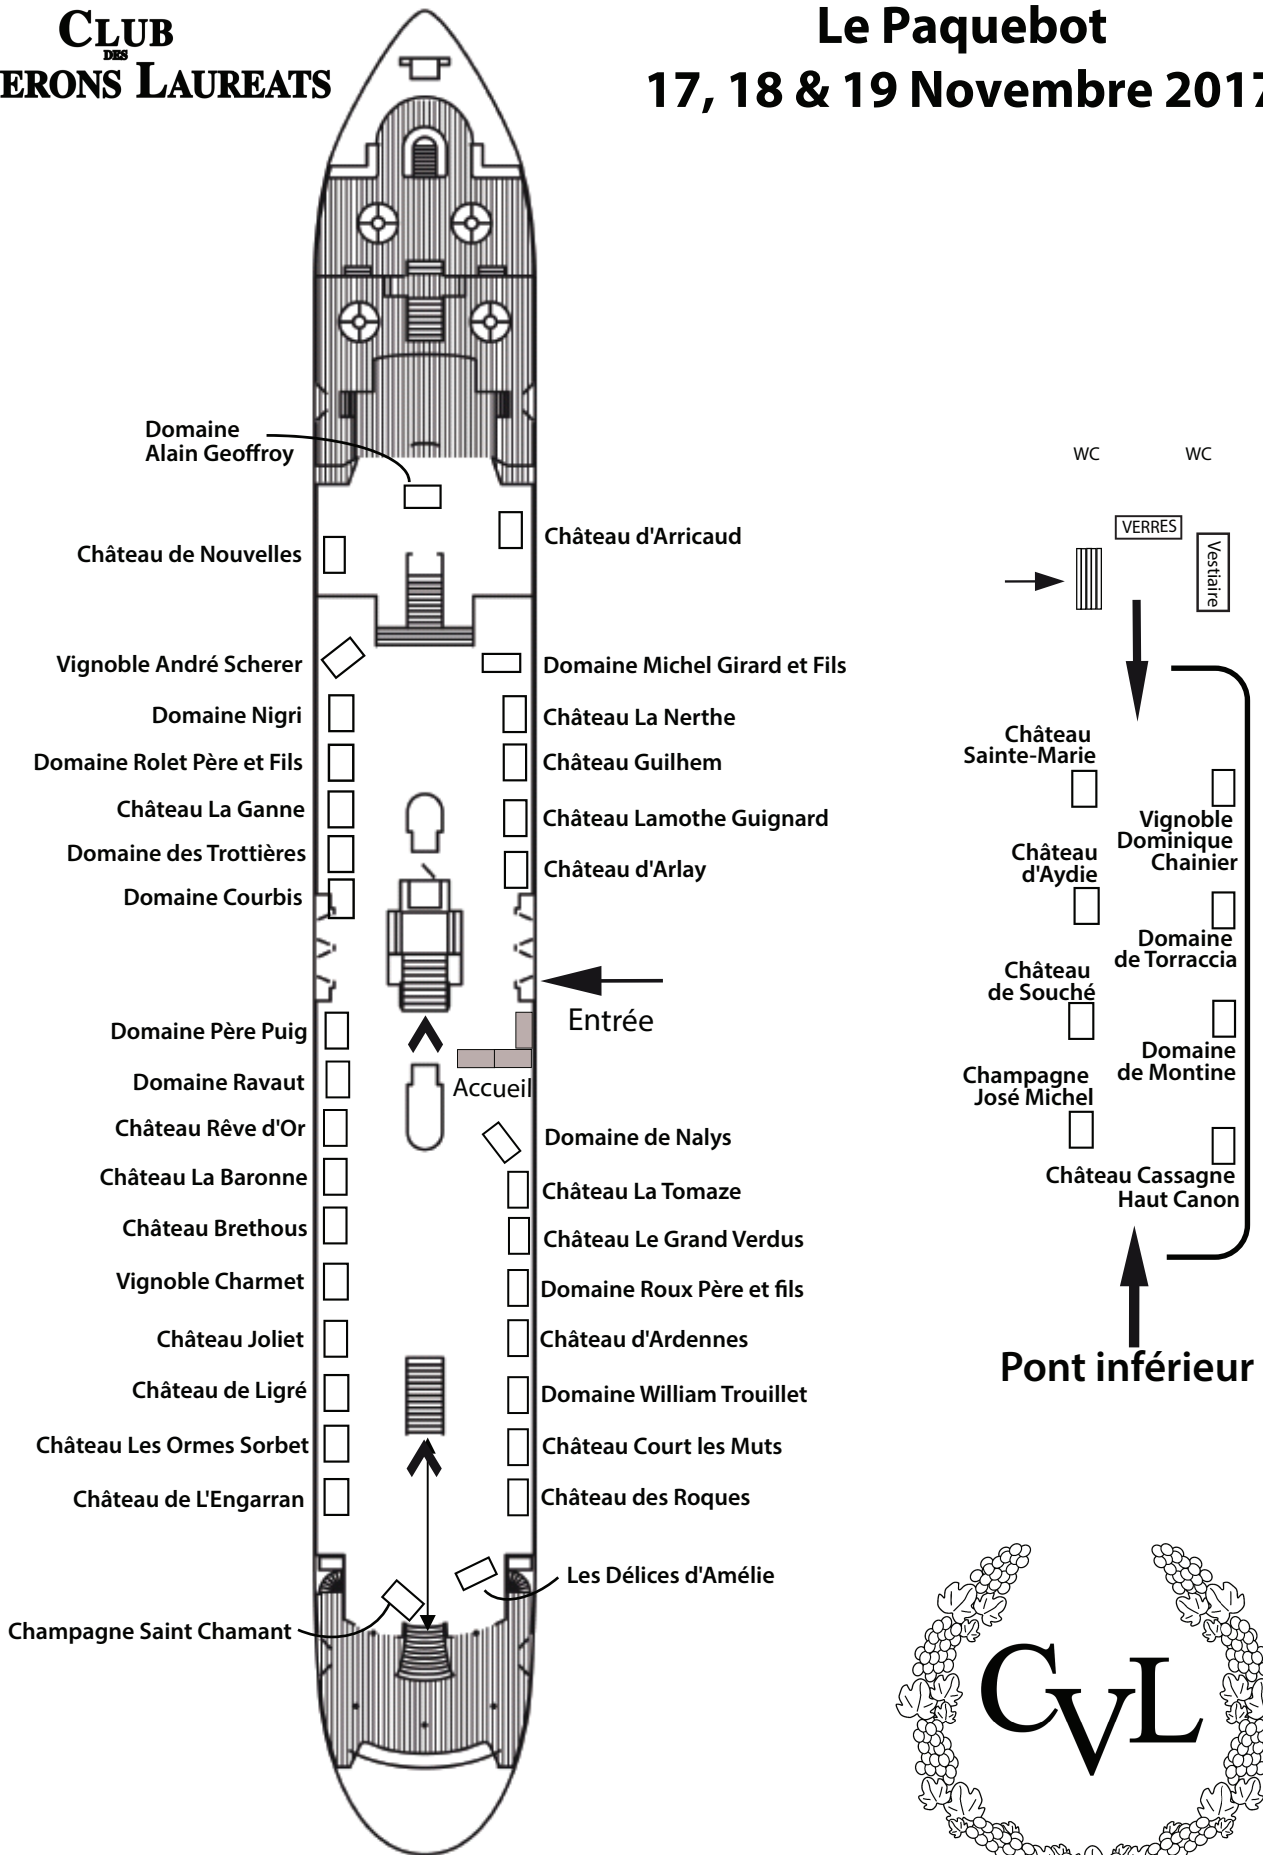 CLUB
DES
ERONS LAUREATS
Le Paquebot
17, 18 & 19 Novembre 2017
Domaine
Alain Geoffroy
Château de Nouvelles
Château d'Arricaud
Vignoble André Scherer
Domaine Michel Girard et Fils
Domaine Nigri
Château La Nerthe
Domaine Rolet Père et Fils
Château Guilhem
Château La Ganne
Château Lamothe Guignard
Domaine des Trottières
Château d'Arlay
Domaine Courbis
Entrée
Domaine Père Puig
Accueil
Domaine Ravaut
Château Rêve d'Or
Domaine de Nalys
Château La Baronne
Château La Tomaze
Château Brethous
Château Le Grand Verdus
Vignoble Charmet
Domaine Roux Père et fils
Château Joliet
Château d'Ardennes
Château de Ligré
Domaine William Trouillet
Château Les Ormes Sorbet
Château Court les Muts
Château de L'Engarran
Château des Roques
Les Délices d'Amélie
Champagne Saint Chamant
WC
WC
VERRES
Vestiaire
Château
Sainte-Marie
Vignoble
Dominique
Chainier
Château
d'Aydie
Domaine
de Torraccia
Château
de Souché
Domaine
de Montine
Champagne
José Michel
Château Cassagne
Haut Canon
Pont inférieur
CVL